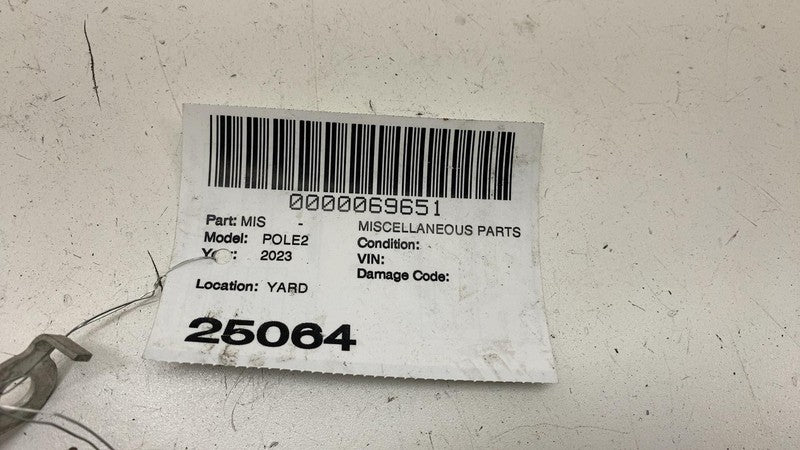 0000069651
Part: MIS - MISCELLANEOUS PARTS
Model: POLE2 Condition:
2023 VIN:
Damage Code:
Location: YARD
25064